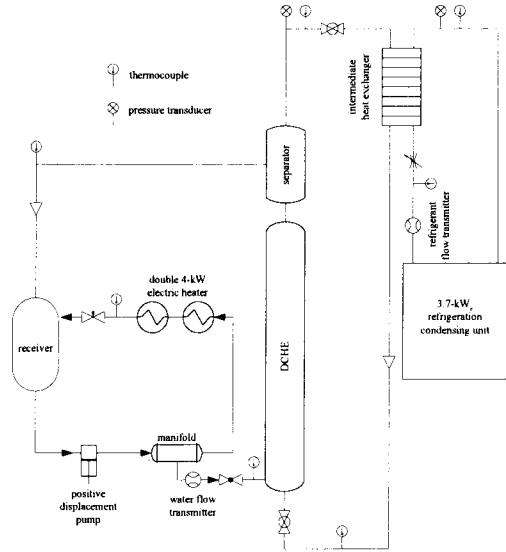 thermocouple
pressure transducer
intermediate
heat exchanger
separator
refrigerant
flow transmitter
double 4-kW
electric heater
3.7-kWr
refrigeration
condensing unit
receiver
DCHE
manifold
positive
displacement
pump
water flow
transmitter